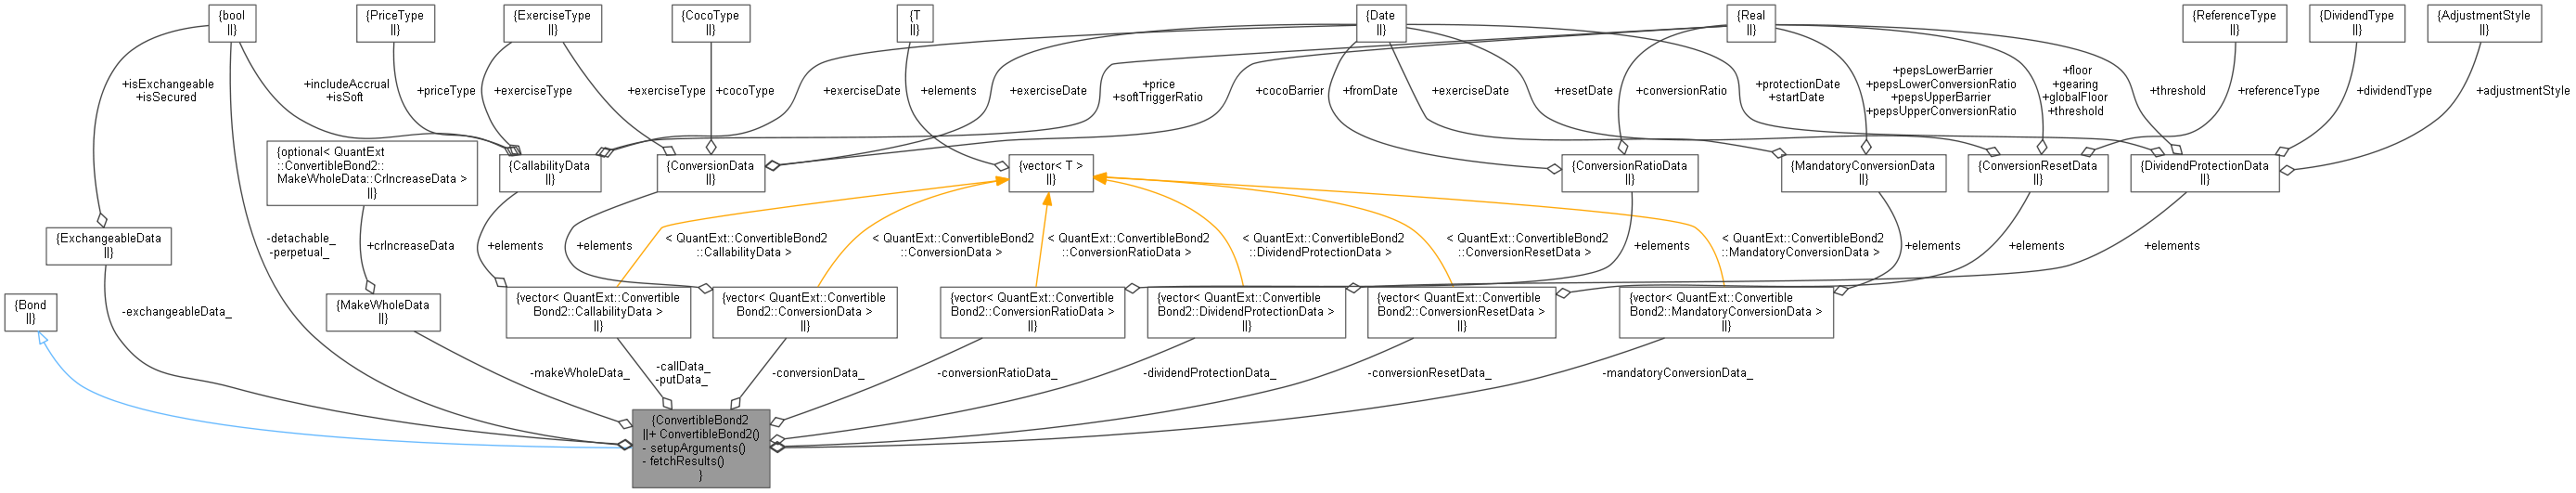 {bool
||}
{PriceType
||}
{ExerciseType
||}
{CocoType
||}
{T
||}
{Date
||}
{Real
||}
{ReferenceType
||}
{DividendType
||}
{AdjustmentStyle
||}
+isExchangeable
+isSecured
+includeAccrual
+isSoft
+priceType
+exerciseType
+exerciseType
+cocoType
+exerciseDate
+elements
+exerciseDate
+price
+softTriggerRatio
+cocoBarrier
+fromDate
+exerciseDate
+resetDate
+conversionRatio
+protectionDate
+startDate
+pepsLowerBarrier
+pepsLowerConversionRatio
+pepsUpperBarrier
+pepsUpperConversionRatio
+floor
+gearing
+globalFloor
+threshold
+threshold
+referenceType
+dividendType
+adjustmentStyle
{optional< QuantExt
::ConvertibleBond2::
MakeWholeData::CrIncreaseData >
||}
{CallabilityData
||}
{ConversionData
||}
{vector< T >
||}
{ConversionRatioData
||}
{MandatoryConversionData
||}
{ConversionResetData
||}
{DividendProtectionData
||}
{ExchangeableData
||}
-detachable_
-perpetual_
+crIncreaseData
+elements
+elements
< QuantExt::ConvertibleBond2
::CallabilityData >
< QuantExt::ConvertibleBond2
::ConversionData >
< QuantExt::ConvertibleBond2
::ConversionRatioData >
< QuantExt::ConvertibleBond2
::DividendProtectionData >
< QuantExt::ConvertibleBond2
::ConversionResetData >
+elements
< QuantExt::ConvertibleBond2
::MandatoryConversionData >
+elements
+elements
+elements
{Bond
||}
-exchangeableData_
{MakeWholeData
||}
{vector< QuantExt::Convertible
Bond2::CallabilityData >
||}
{vector< QuantExt::Convertible
Bond2::ConversionData >
||}
{vector< QuantExt::Convertible
Bond2::ConversionRatioData >
||}
{vector< QuantExt::Convertible
Bond2::DividendProtectionData >
||}
{vector< QuantExt::Convertible
Bond2::ConversionResetData >
||}
{vector< QuantExt::Convertible
Bond2::MandatoryConversionData >
||}
-makeWholeData_
-callData_
-putData_
-conversionData_
-conversionRatioData_
-dividendProtectionData_
-conversionResetData_
-mandatoryConversionData_
{ConvertibleBond2
||+ ConvertibleBond2()
- setupArguments()
- fetchResults()
}